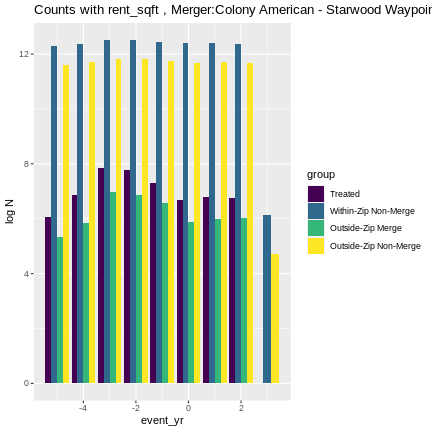 Counts with rent_sqft , Merger:Colony American - Starwood Waypoin
12
8
4
0
log N
-4
-2
0
2
event_yr
group
Treated
Within-Zip Non-Merge
Outside-Zip Merge
Outside-Zip Non-Merge